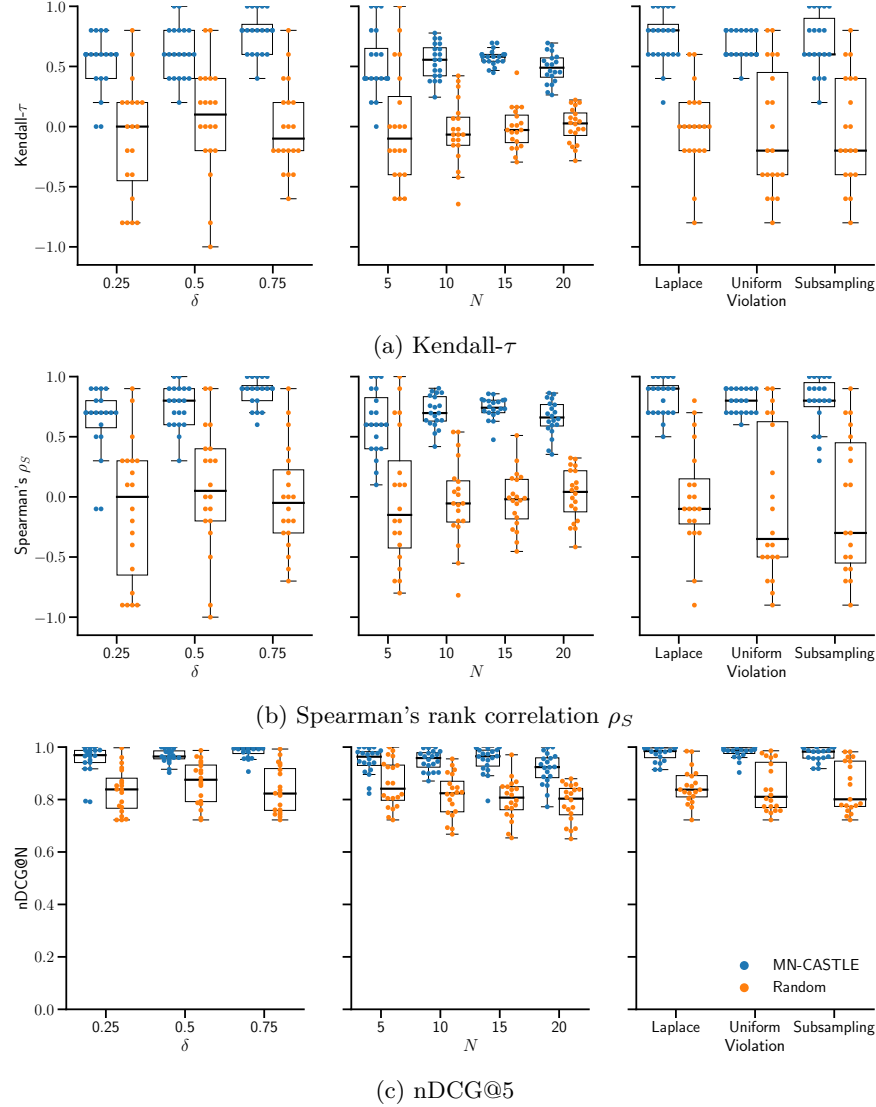 1.0
0.5
0.0
−0.5
−1.0
Kendall-τ
0.25 0.5 0.75
δ
5 10 15 20
N
Laplace Uniform Subsampling
Violation
(a) Kendall-τ
1.0
0.5
0.0
−0.5
−1.0
Spearman's ρS
0.25 0.5 0.75
δ
5 10 15 20
N
Laplace Uniform Subsampling
Violation
(b) Spearman's rank correlation ρS
1.0
0.8
0.6
0.4
0.2
0.0
nDCG@N
MN-CASTLE
Random
0.25 0.5 0.75
δ
5 10 15 20
N
Laplace Uniform Subsampling
Violation
(c) nDCG@5